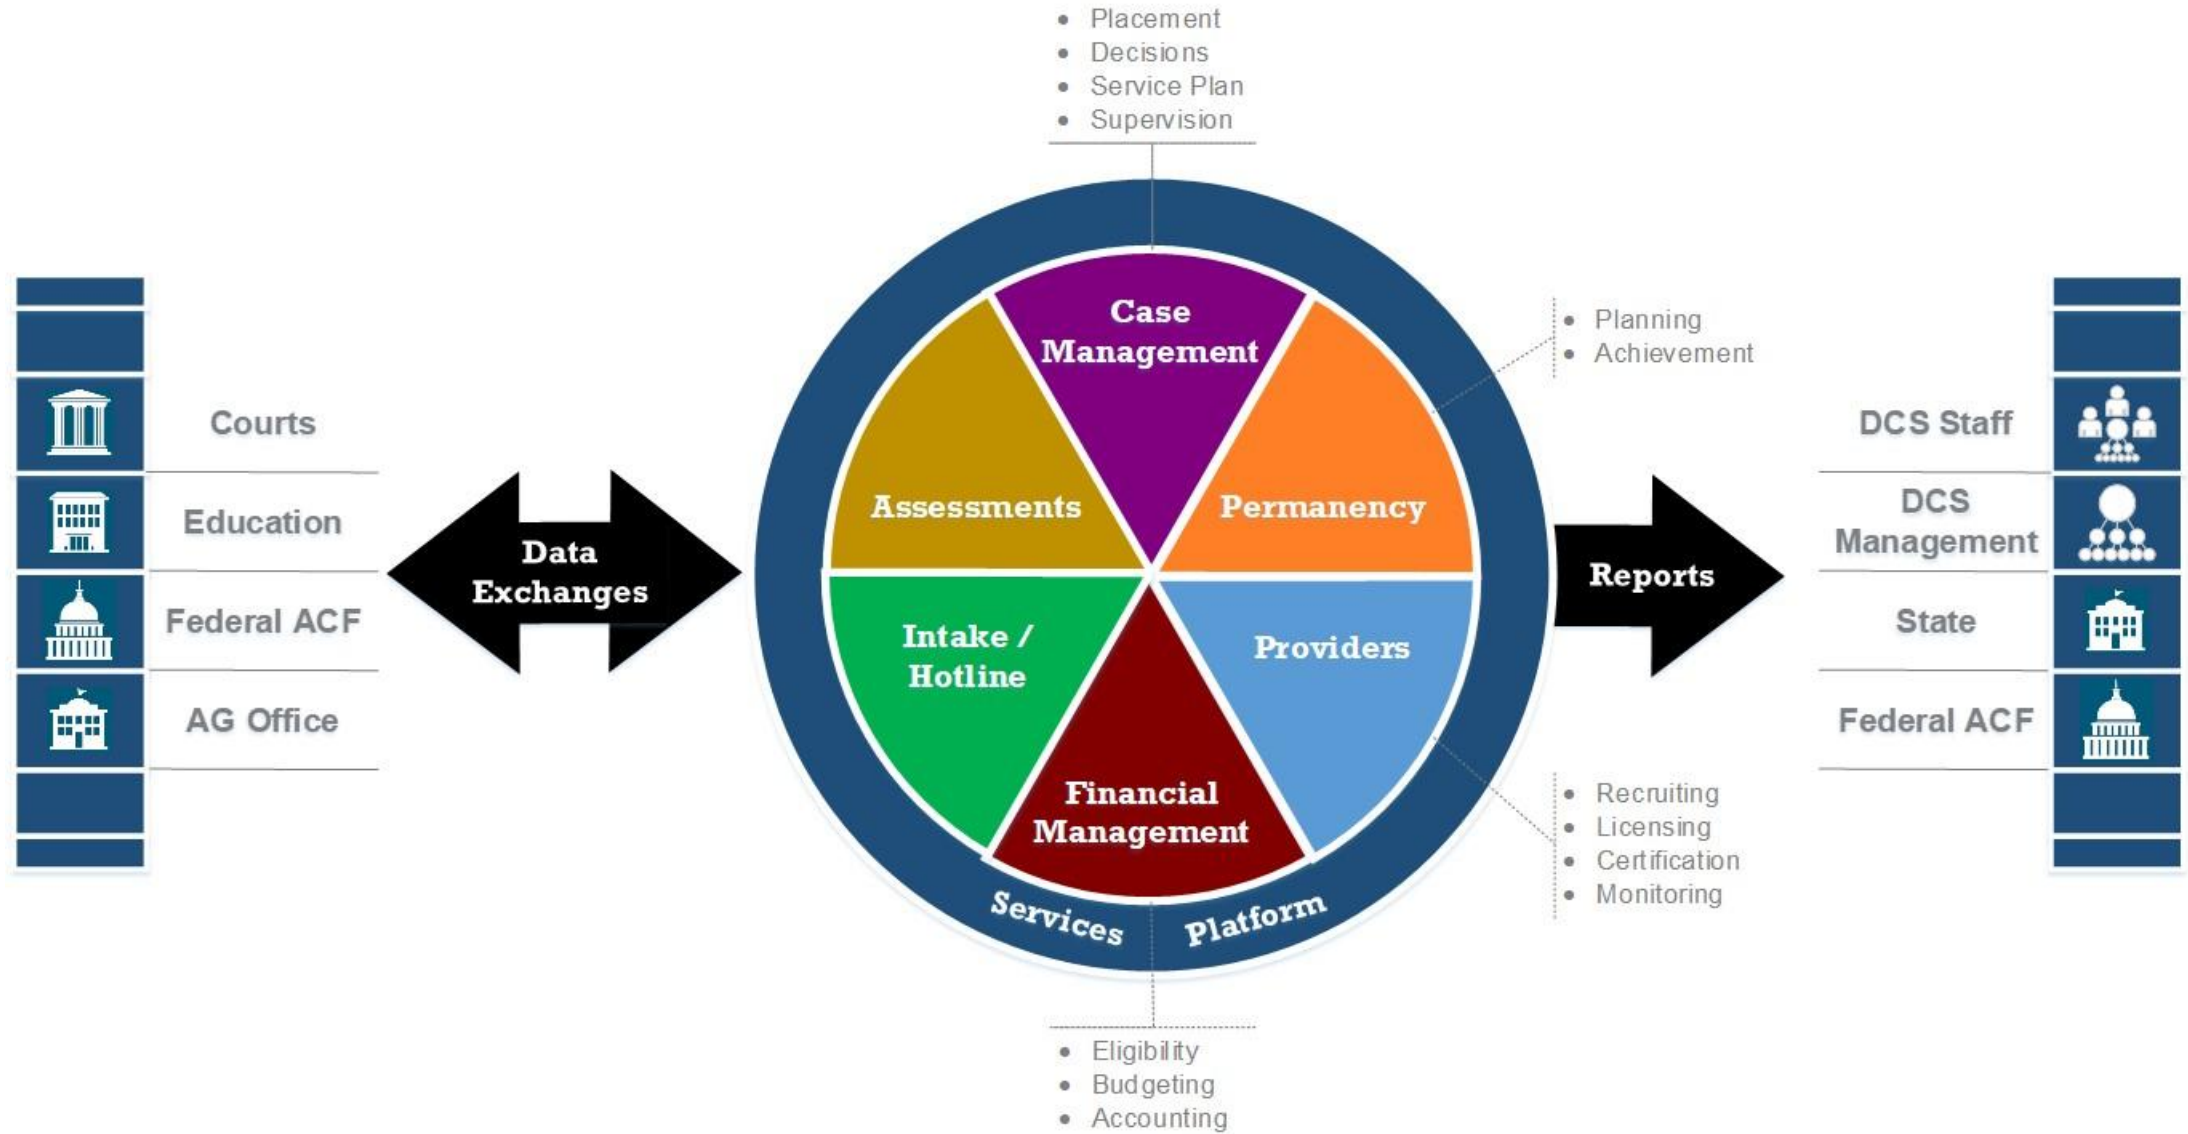 • Placement
• Decisions
• Service Plan
• Supervision
Courts
Education
Federal ACF
AG Office
Data
Exchanges
Case
Management
Assessments
Permanency
Intake /
Hotline
Providers
Financial
Management
Services Platform
• Planning
• Achievement
Reports
• Recruiting
• Licensing
• Certification
• Monitoring
DCS Staff
DCS
Management
State
Federal ACF
• Eligibility
• Budgeting
• Accounting